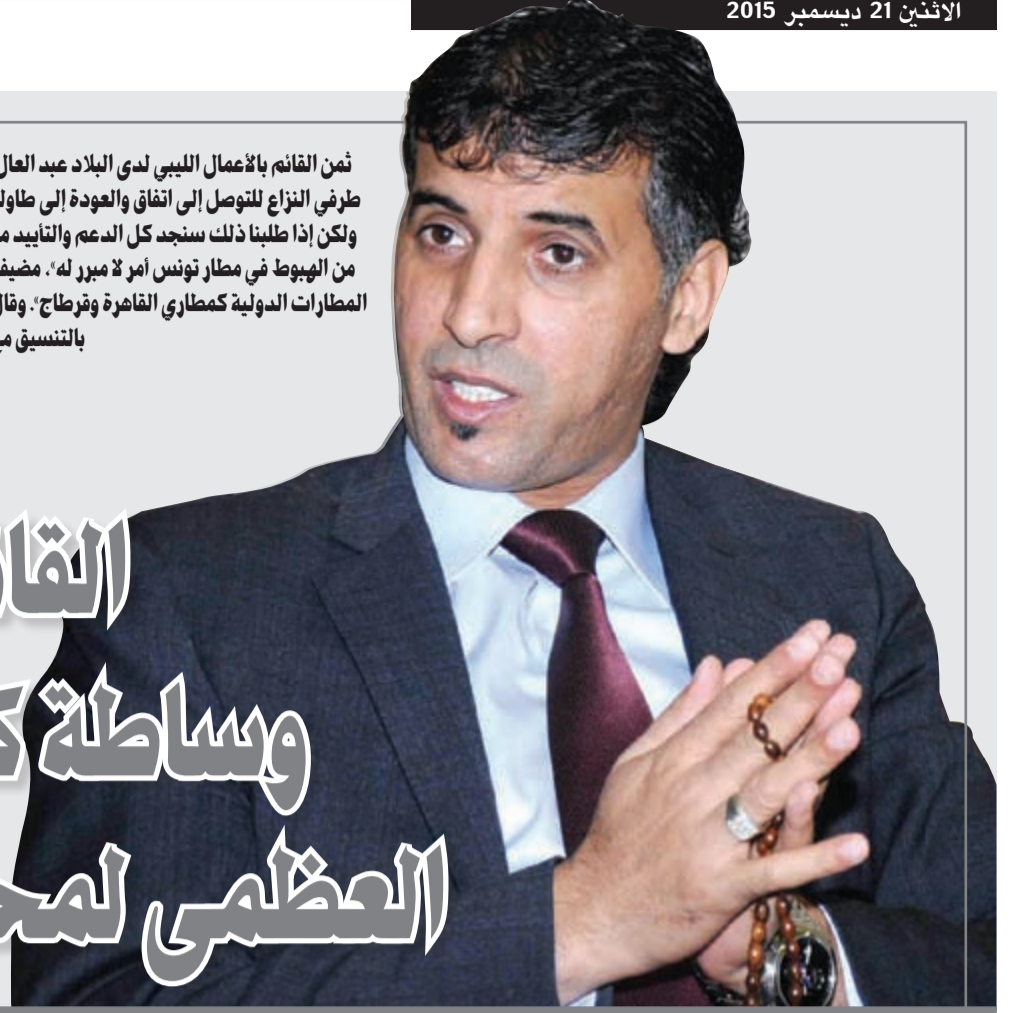 الاثنين 21 ديسمبر 2015
ثمن القائم بالأعمال الليبي لدى البلاد عبد العال
طرفي النزاع للتوصل إلى اتفاق والعودة إلى طاول
ولكن إذا طلبنا ذلك سنجد كل الدعم والتأييد م
من الهبوط في مطار تونس أمر لا مبرر له"، مضيف
المطارات الدولية كمطاري القاهرة وقرطاج". وقال
بالتنسيق مع
القا
وساطة ك
العظمى لمح